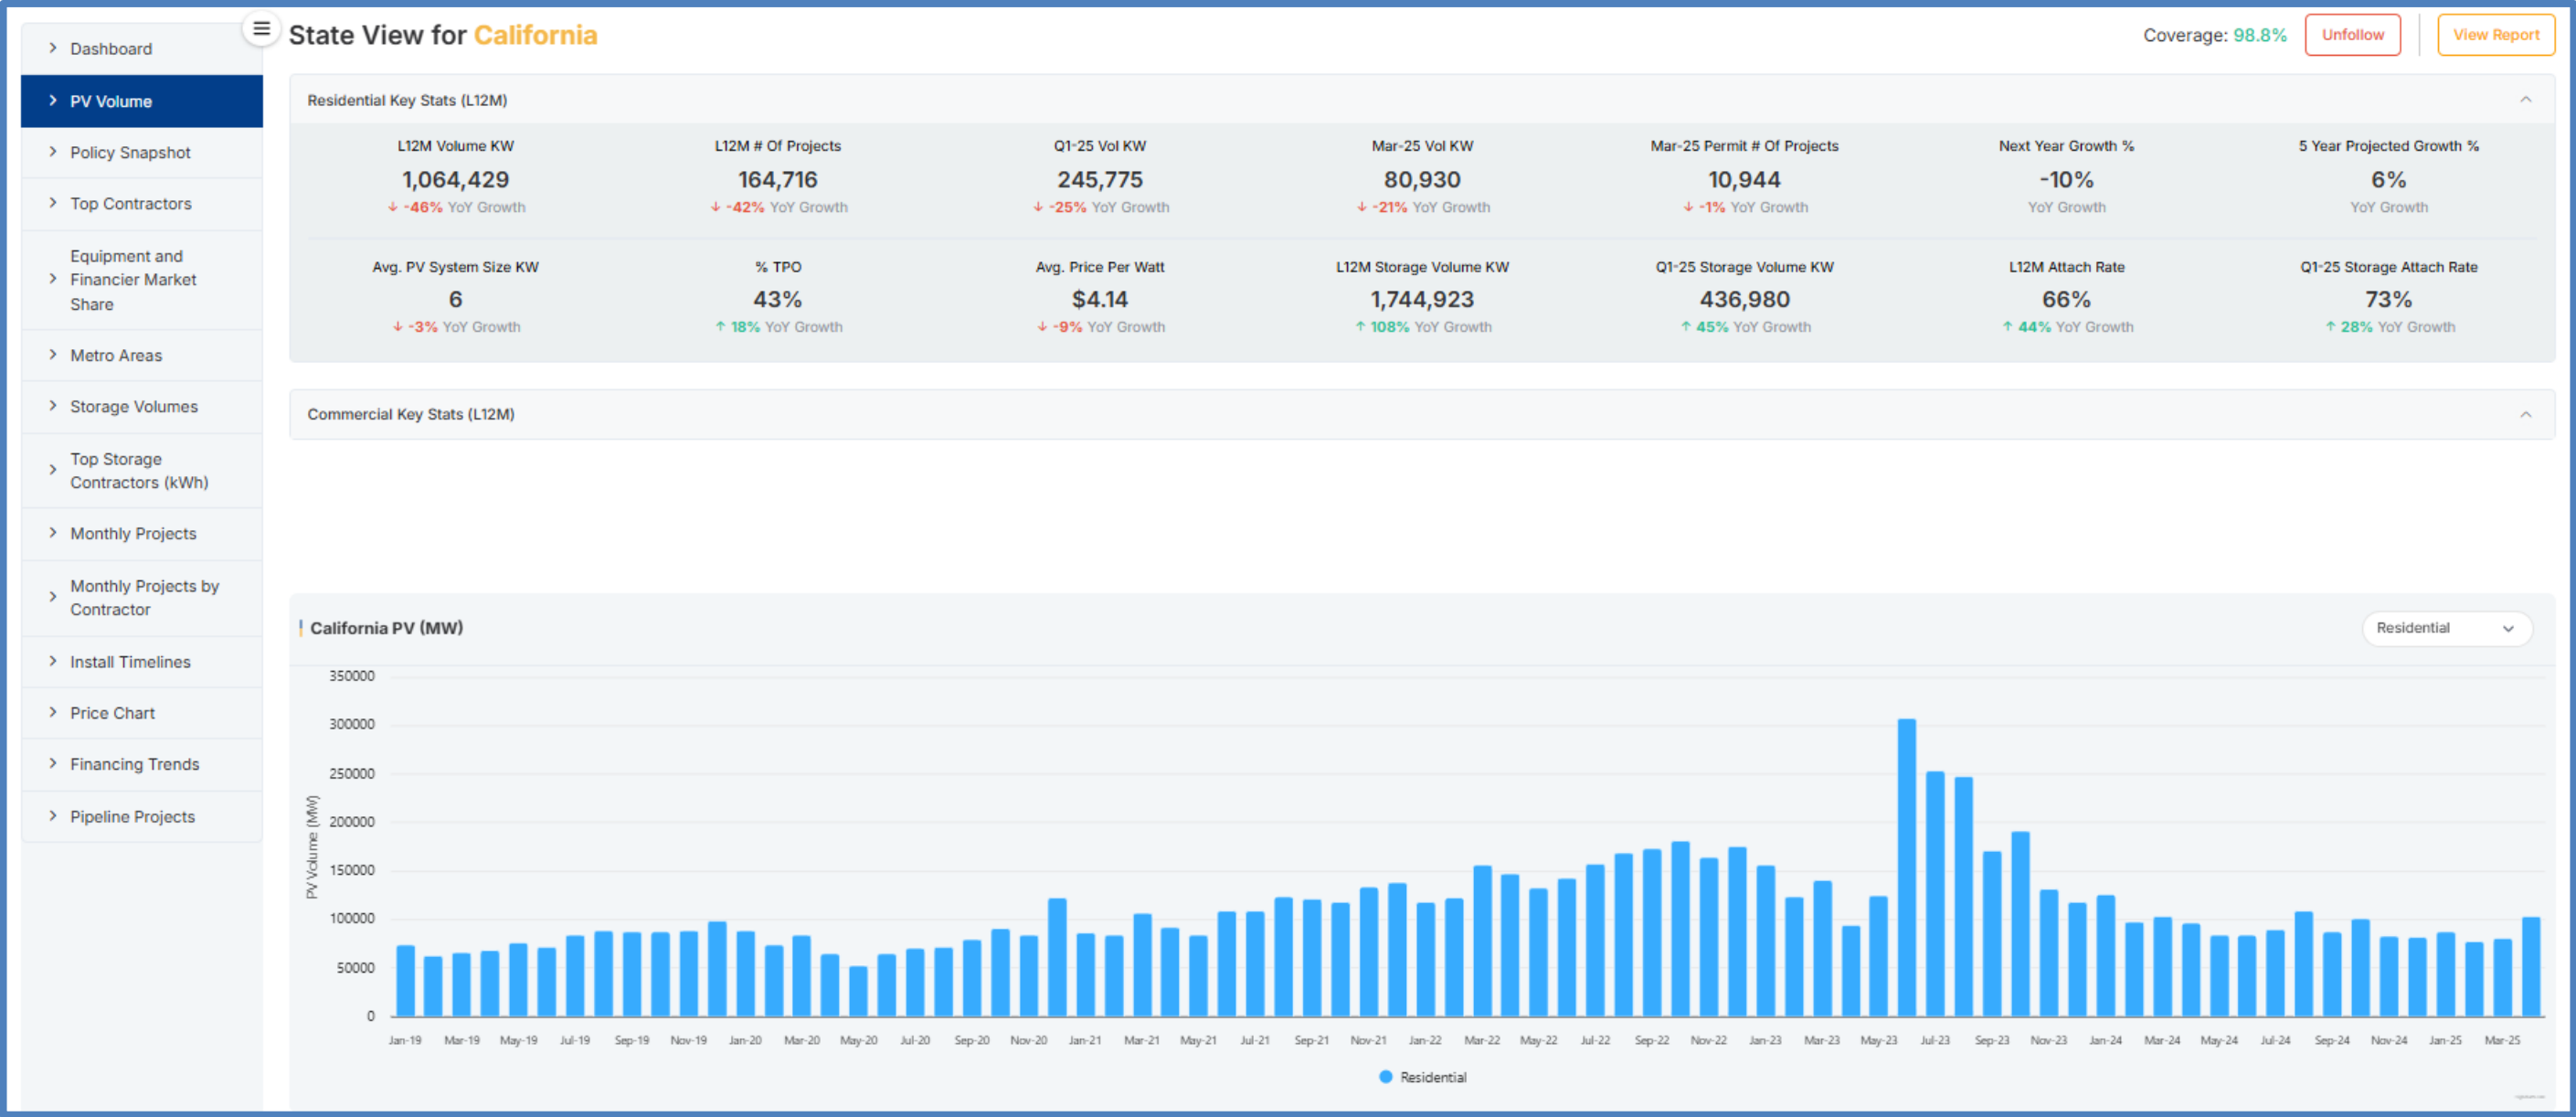 State View for California
Coverage: 98.8%
Unfollow
View Report
Dashboard
PV Volume
Policy Snapshot
Top Contractors
Equipment and
Financier Market
Share
Metro Areas
Storage Volumes
Top Storage
Contractors (kWh)
Monthly Projects
Monthly Projects by
Contractor
Install Timelines
Price Chart
Financing Trends
Pipeline Projects
Residential Key Stats (L12M)
L12M Volume KW
1,064,429
↓ -46% YoY Growth
L12M # Of Projects
164,716
↓ -42% YoY Growth
Q1-25 Vol KW
245,775
↓ -25% YoY Growth
Mar-25 Vol KW
80,930
↓ -21% YoY Growth
Mar-25 Permit # Of Projects
10,944
↓ -1% YoY Growth
Next Year Growth %
-10%
YoY Growth
5 Year Projected Growth %
6%
YoY Growth
Avg. PV System Size KW
6
↓ -3% YoY Growth
% TPO
43%
↑ 18% YoY Growth
Avg. Price Per Watt
$4.14
↓ -9% YoY Growth
L12M Storage Volume KW
1,744,923
↑ 108% YoY Growth
Q1-25 Storage Volume KW
436,980
↑ 45% YoY Growth
L12M Attach Rate
66%
↑ 44% YoY Growth
Q1-25 Storage Attach Rate
73%
↑ 28% YoY Growth
Commercial Key Stats (L12M)
California PV (MW)
Residential
PV Volume (MW)
350000
300000
250000
200000
150000
100000
50000
0
Jan-19 Mar-19 May-19 Jul-19 Sep-19 Nov-19 Jan-20 Mar-20 May-20 Jul-20 Sep-20 Nov-20 Jan-21 Mar-21 May-21 Jul-21 Sep-21 Nov-21 Jan-22 Mar-22 May-22 Jul-22 Sep-22 Nov-22 Jan-23 Mar-23 May-23 Jul-23 Sep-23 Nov-23 Jan-24 Mar-24 May-24 Jul-24 Sep-24 Nov-24 Jan-25 Mar-25
Residential